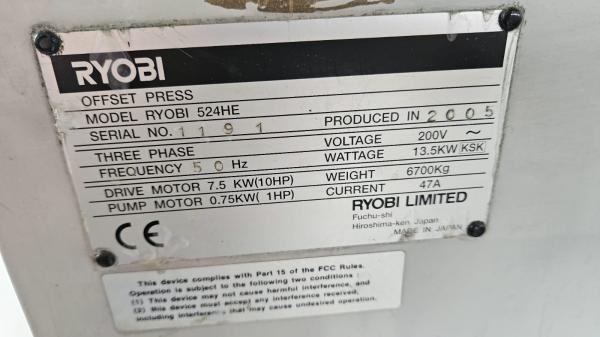 RYOBI
OFFSET PRESS
MODEL RYOBI 524HE
SERIAL NO. 1191 PRODUCED IN 2005
THREE PHASE VOLTAGE 200V ~
FREQUENCY 50 Hz WATTAGE 13.5KW KSK
DRIVE MOTOR 7.5 KW(10HP) WEIGHT 6700Kg
PUMP MOTOR 0.75KW( 1HP) CURRENT 47A
RYOBI LIMITED
Fuchu-shi
Hiroshima-ken, Japan
MADE IN JAPAN
CE
This device complies with Part 15 of the FCC Rules.
Operation is subject to the following two conditions :
(1) This device may not cause harmful interference, and
(2) this device must accept any interference received,
including interference that may cause undesired operation.